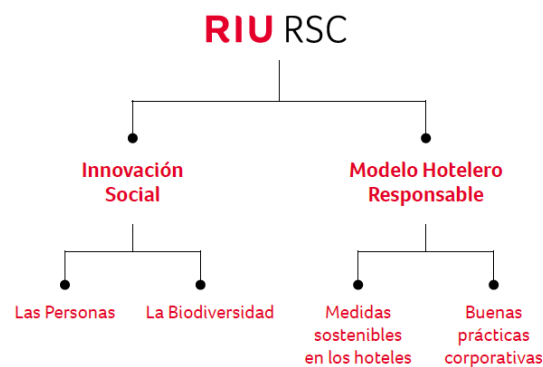 RIU RSC
Innovación
Social
Modelo Hotelero
Responsable
Las Personas
La Biodiversidad
Medidas
sostenibles
en los hoteles
Buenas
prácticas
corporativas